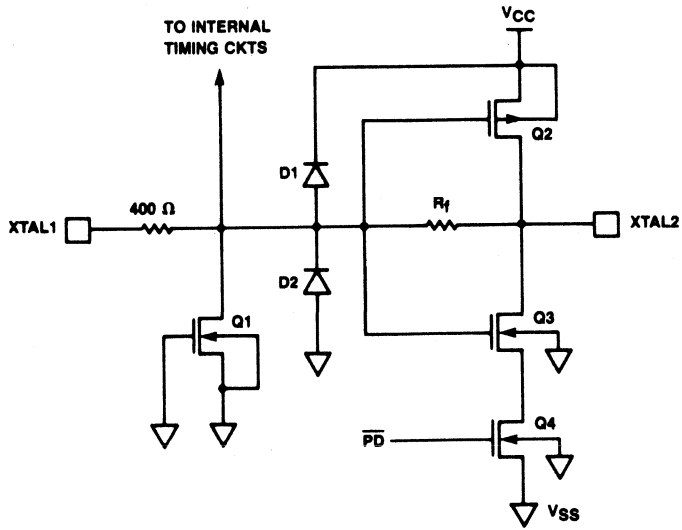 VCC
TO INTERNAL
TIMING CKTS
Q2
D1
400 Ω
Rf
XTAL1
XTAL2
D2
Q1
Q3
Q4
PD
VSS